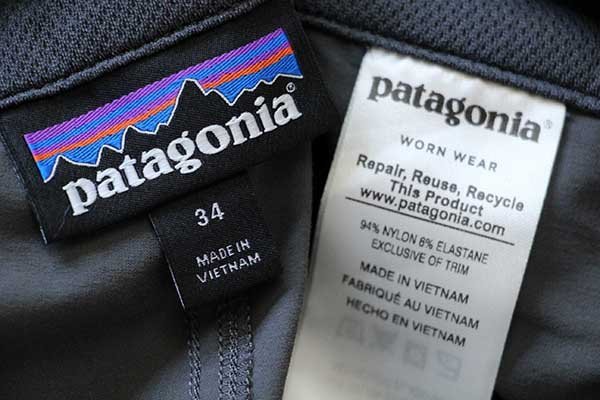 patagonia®
34
MADE IN
VIETNAM
patagonia®
WORN WEAR
Repair, Reuse, Recycle
This Product
www.patagonia.com
94% NYLON 6% ELASTANE
EXCLUSIVE OF TRIM
MADE IN VIETNAM
FABRIQUÉ AU VIETNAM
HECHO EN VIETNAM